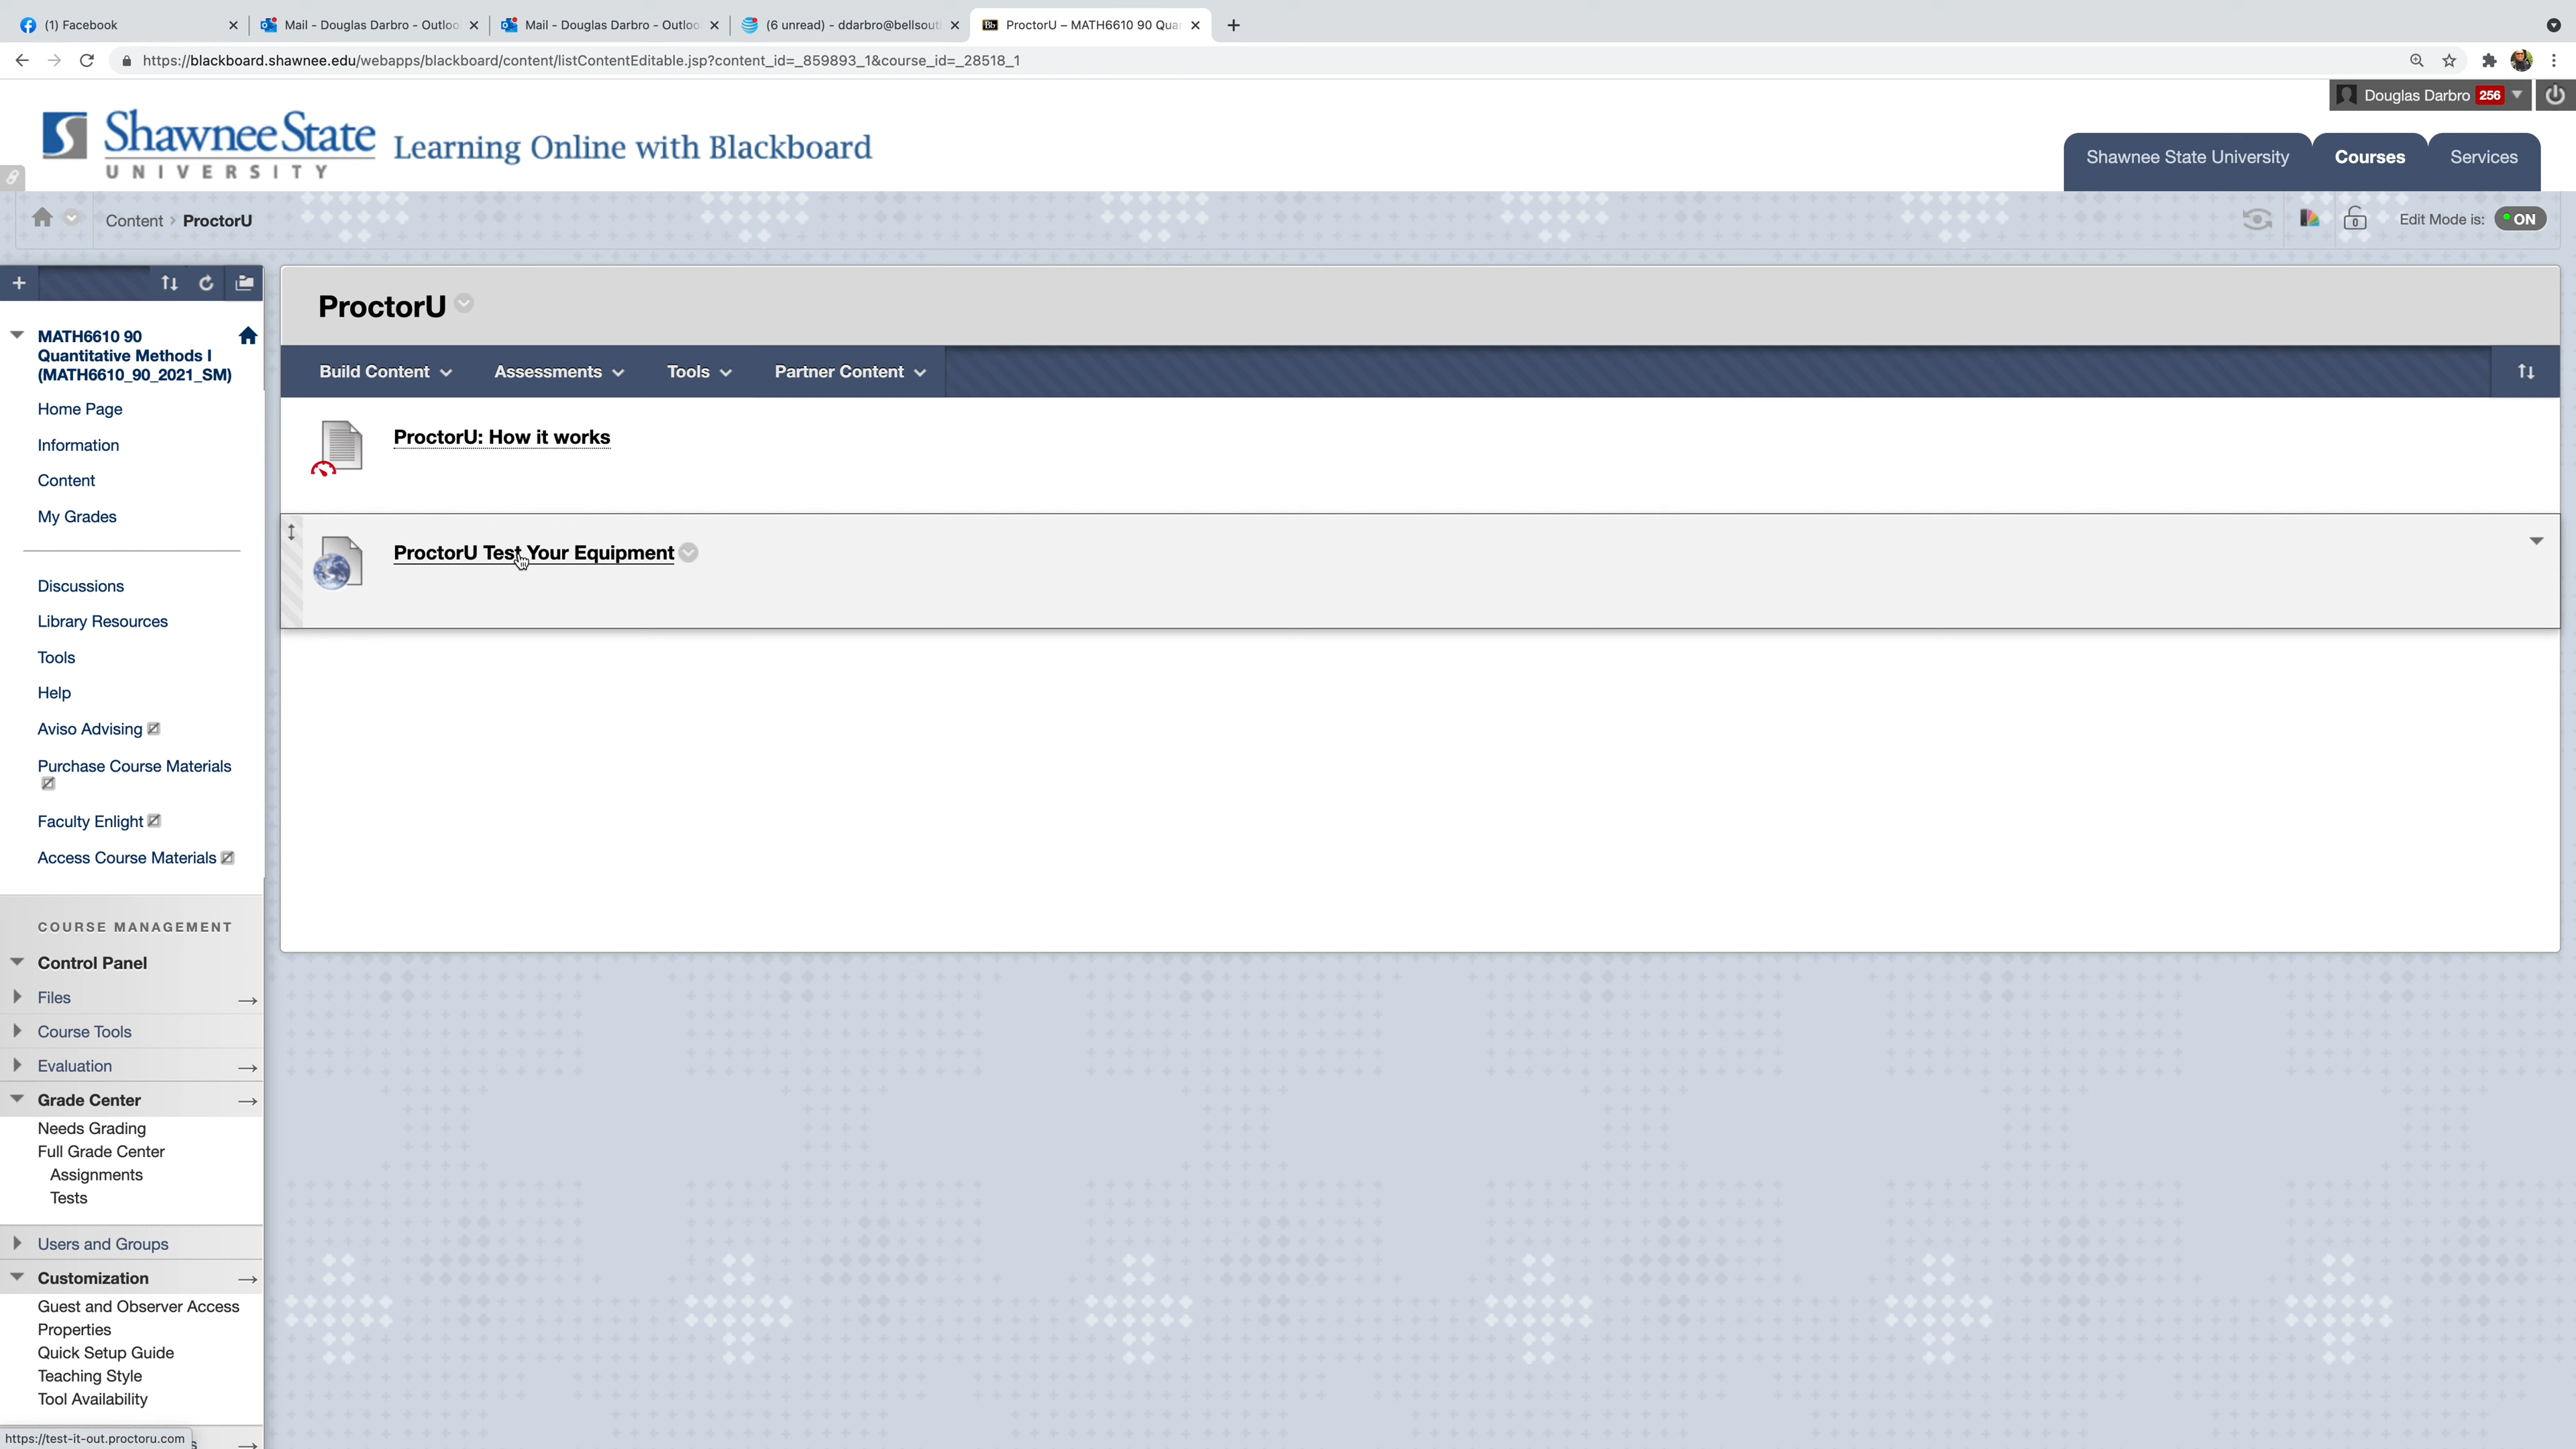 (1) Facebook
Mail - Douglas Darbro - Outloo
Mail - Douglas Darbro - Outloo
(6 unread) - ddarbro@bellsout
Bb ProctorU – MATH6610 90 Qua
https://blackboard.shawnee.edu/webapps/blackboard/content/listContentEditable.jsp?content_id=_859893_1&course_id=_28518_1
Douglas Darbro 256
Shawnee State
UNIVERSITY
Learning Online with Blackboard
Shawnee State University
Courses
Services
Content > ProctorU
Edit Mode is: ON
MATH6610 90
Quantitative Methods I
(MATH6610_90_2021_SM)
Home Page
Information
Content
My Grades
Discussions
Library Resources
Tools
Help
Aviso Advising
Purchase Course Materials
Faculty Enlight
Access Course Materials
COURSE MANAGEMENT
Control Panel
Files
Course Tools
Evaluation
Grade Center
Needs Grading
Full Grade Center
Assignments
Tests
Users and Groups
Customization
Guest and Observer Access
Properties
Quick Setup Guide
Teaching Style
Tool Availability
https://test-it-out.proctoru.com
ProctorU
Build Content
Assessments
Tools
Partner Content
ProctorU: How it works
ProctorU Test Your Equipment